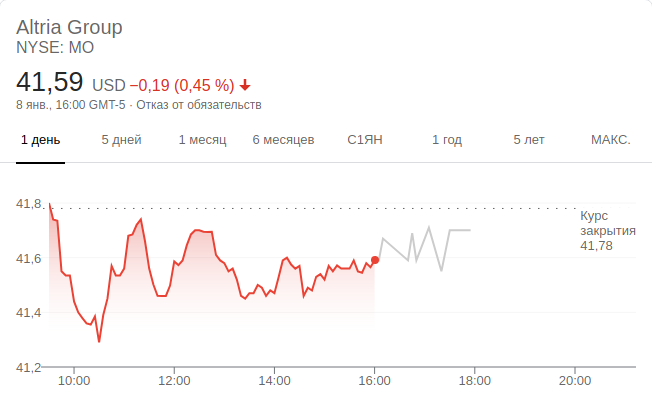 Altria Group
NYSE: MO
41,59 USD −0,19 (0,45 %)
8 янв., 16:00 GMT-5 · Отказ от обязательств
1 день 5 дней 1 месяц 6 месяцев С1ЯН 1 год 5 лет МАКС.
41,8
Курс
закрытия
41,78
41,6
41,4
41,2
10:00 12:00 14:00 16:00 18:00 20:00